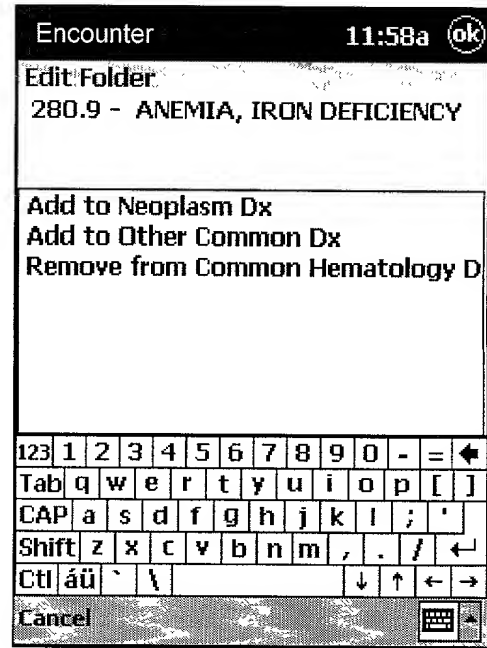 Encounter 11:58a ok
Edit Folder
280.9 - ANEMIA, IRON DEFICIENCY
Add to Neoplasm Dx
Add to Other Common Dx
Remove from Common Hematology D
123 1 2 3 4 5 6 7 8 9 0 - = ←
Tab q w e r t y u i o p [ ]
CAP a s d f g h j k l ; '
Shift z x c v b n m , . / ↵
Ctl áü ` \ ↓ ↑ ← →
Cancel